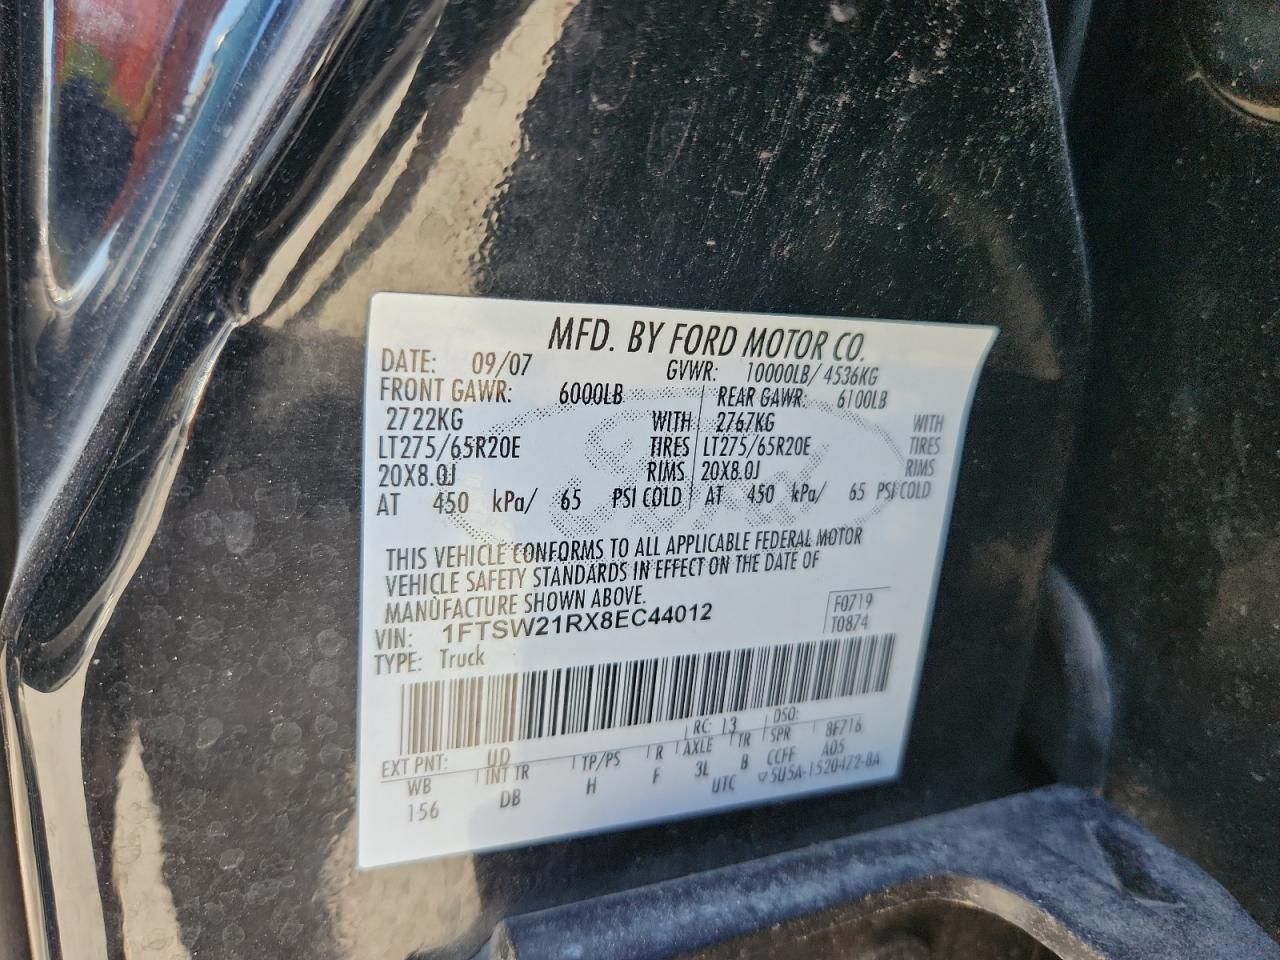 MFD. BY FORD MOTOR CO.
DATE: 09/07 GVWR: 10000LB/ 4536KG
FRONT GAWR: 6000LB REAR GAWR: 6100LB
2722KG WITH 2767KG WITH
LT275/65R20E TIRES LT275/65R20E TIRES
20X8.0J RIMS 20X8.0J RIMS
AT 450 kPa/ 65 PSI COLD AT 450 kPa/ 65 PSI COLD
THIS VEHICLE CONFORMS TO ALL APPLICABLE FEDERAL MOTOR
VEHICLE SAFETY STANDARDS IN EFFECT ON THE DATE OF
MANUFACTURE SHOWN ABOVE.
VIN: 1FTSW21RX8EC44012 F0719
TYPE: Truck T0874
EXT PNT: UD RC: 13 DSO:
WB INT TR TP/PS R AXLE TR SPR 8F716
156 DB H F 3L B CCFF A05
UTC ▽5U5A-1520472-BA